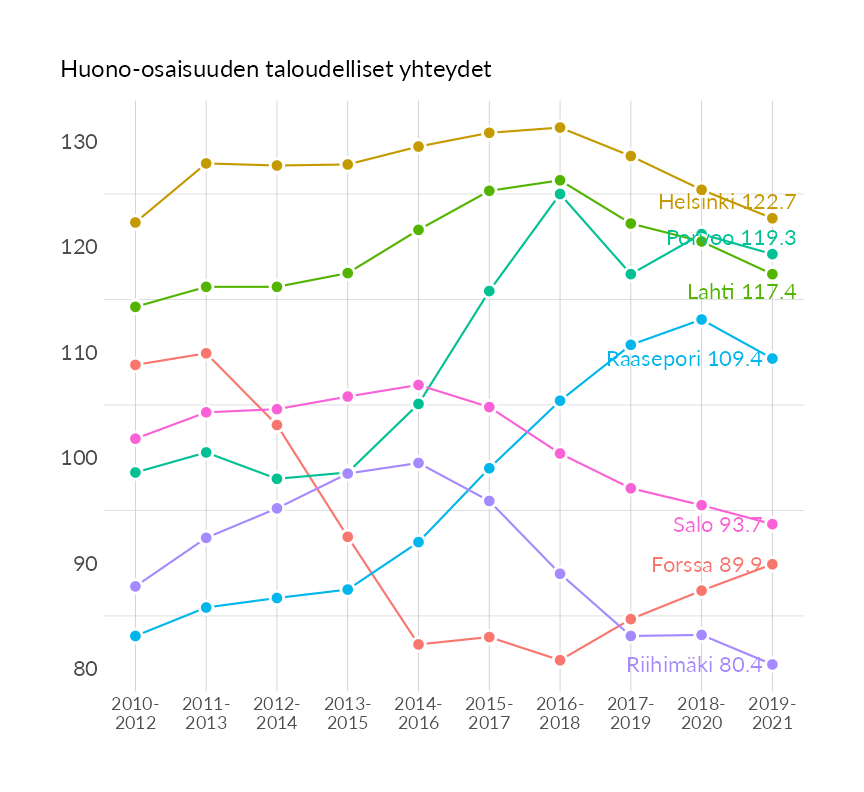 Huono-osaisuuden taloudelliset yhteydet
130
Helsinki 122.7
120
Porvoo 119.3
Lahti 117.4
110
Raasepori 109.4
100
Salo 93.7
90
Forssa 89.9
80
Riihimäki 80.4
2010- 2011- 2012- 2013- 2014- 2015- 2016- 2017- 2018- 2019-
2012 2013 2014 2015 2016 2017 2018 2019 2020 2021